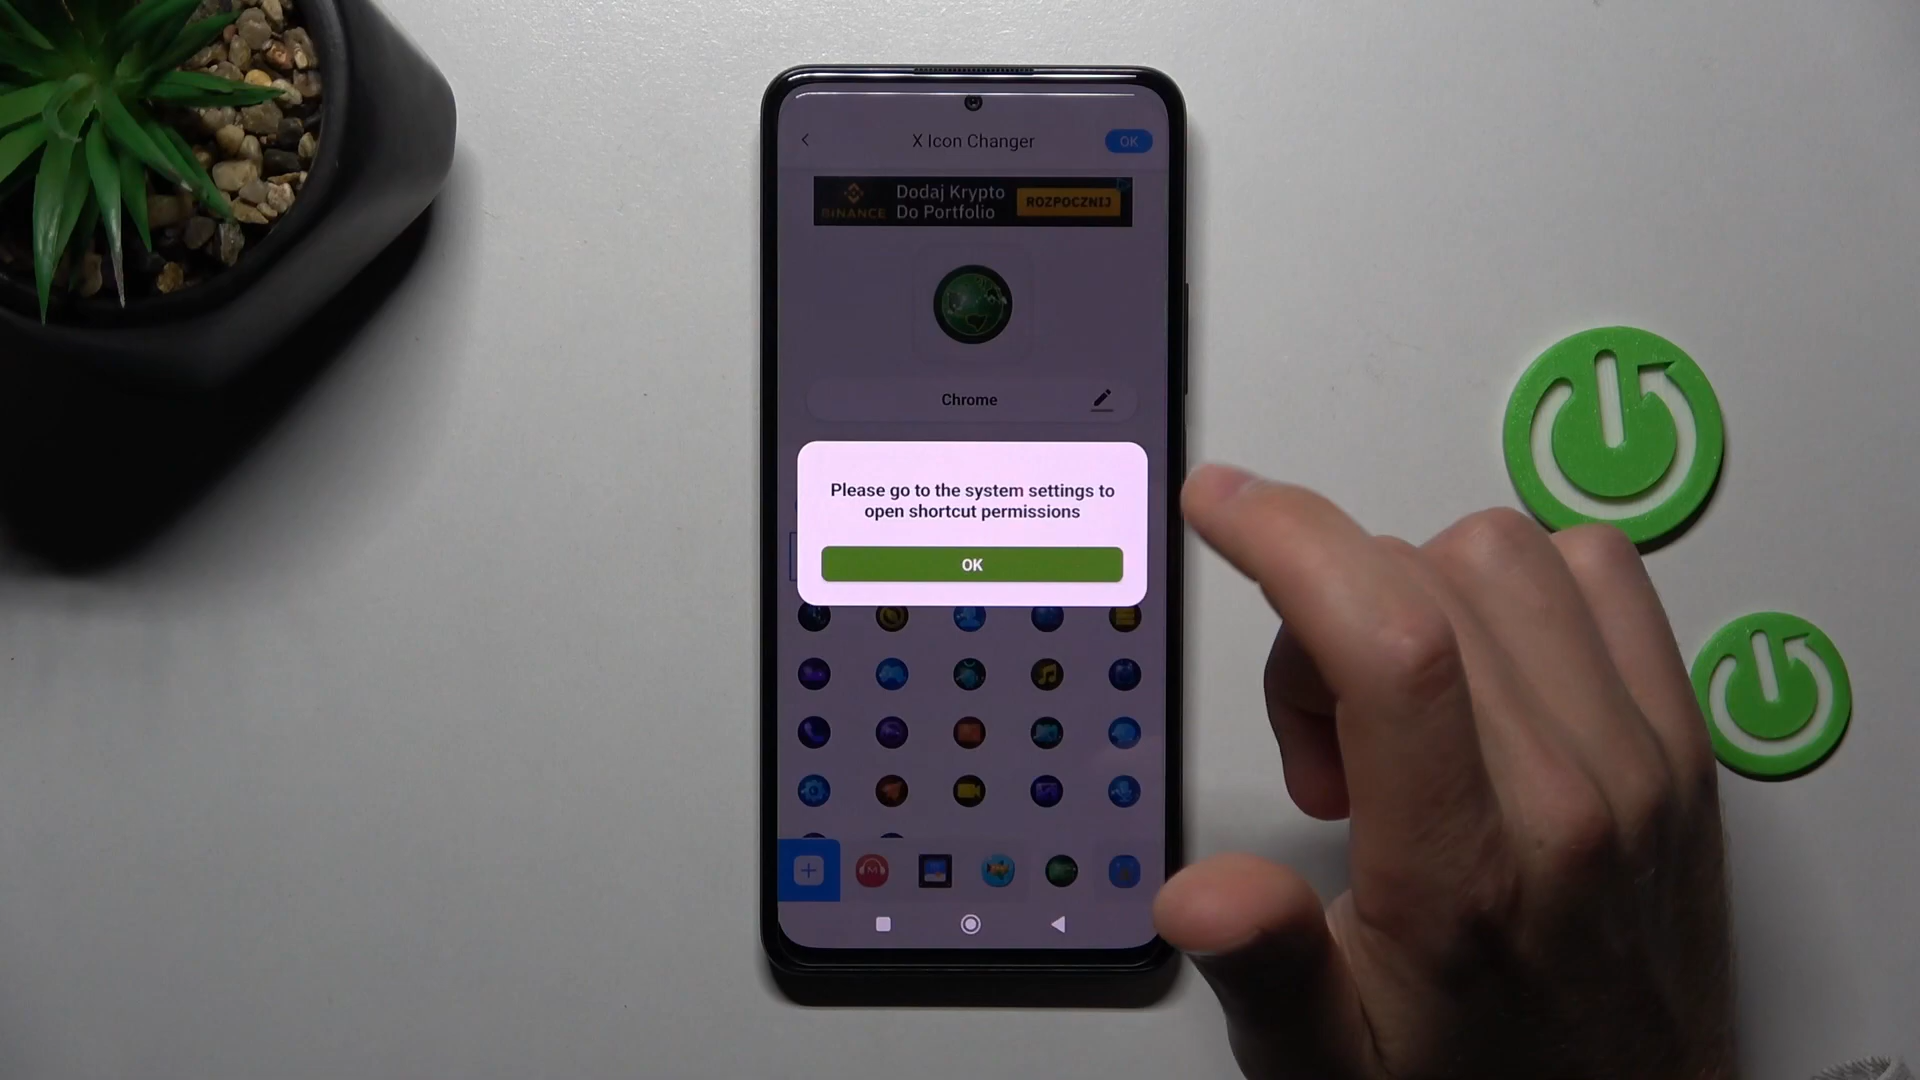 X Icon Changer
OK
BINANCE
Dodaj Krypto
Do Portfolio
ROZPOCZNIJ
Chrome
Please go to the system settings to
open shortcut permissions
OK